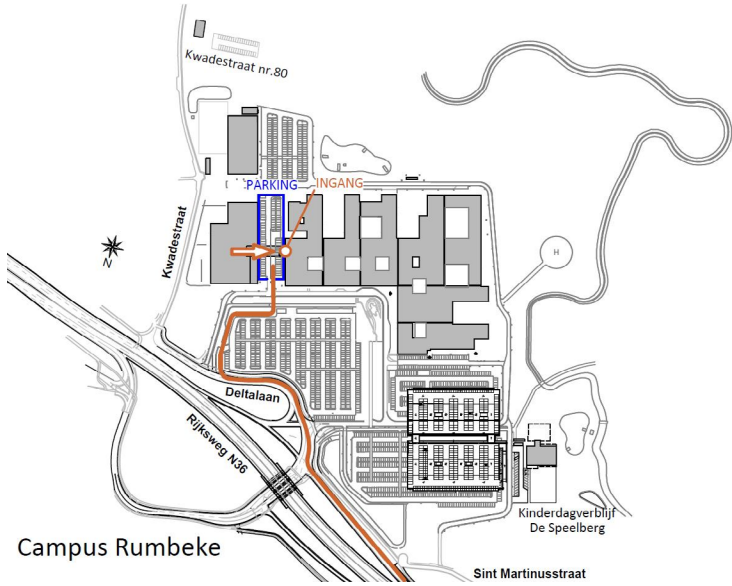 Kwadestraat nr.80
PARKING
INGANG
Kwadestraat
N
H
Deltalaan
Rijksweg N36
Kinderdagverblijf
De Speelberg
Campus Rumbeke
Sint Martinusstraat